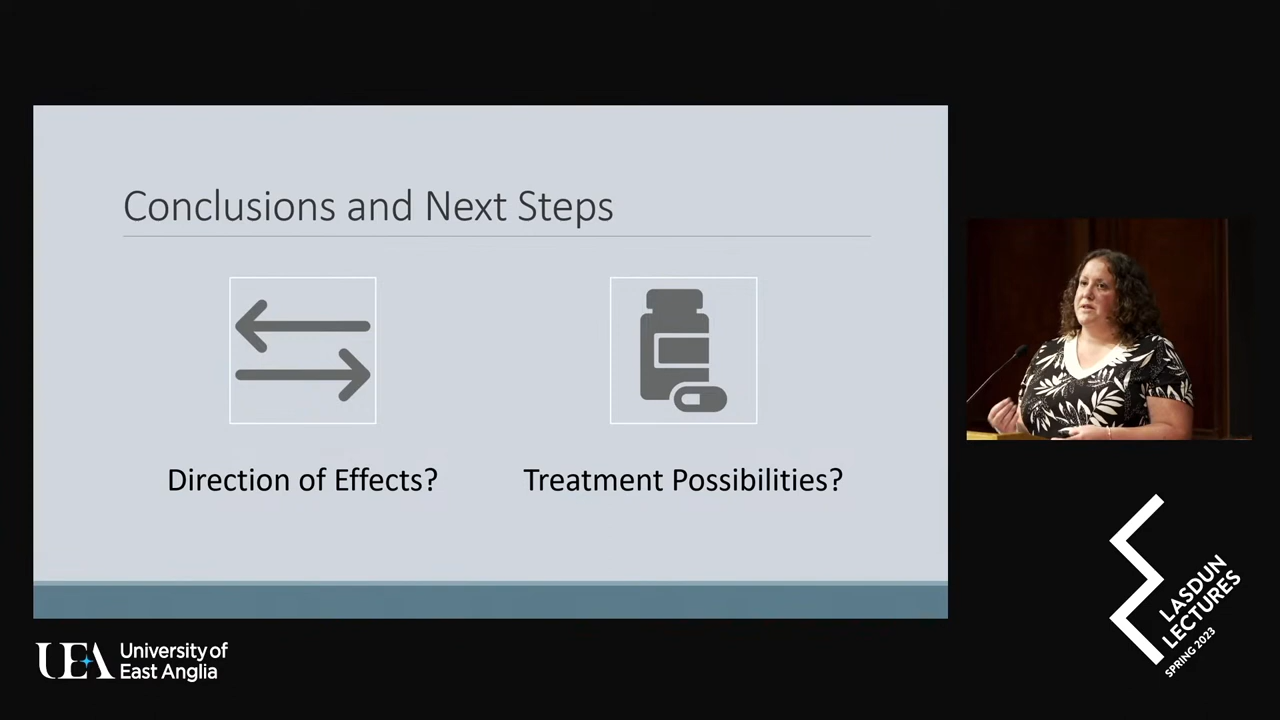 Conclusions and Next Steps
Direction of Effects?
Treatment Possibilities?
UEA University of
East Anglia
LASDUN
LECTURES
SPRING 2023